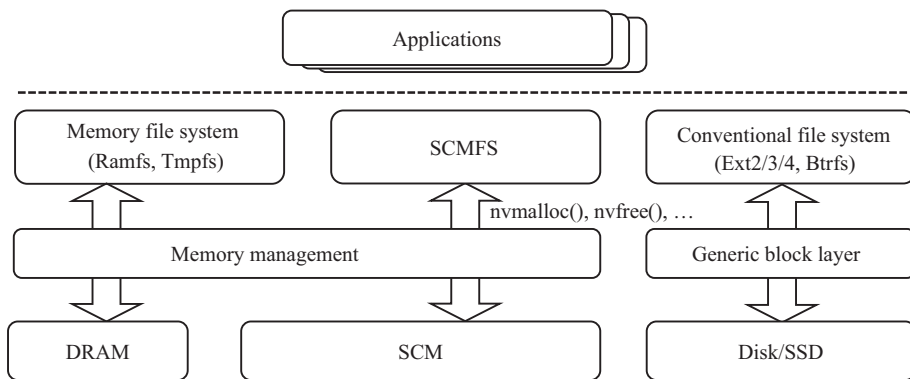 Applications
Memory file system
(Ramfs, Tmpfs)
SCMFS
Conventional file system
(Ext2/3/4, Btrfs)
nvmalloc(), nvfree(), …
Memory management
Generic block layer
DRAM
SCM
Disk/SSD